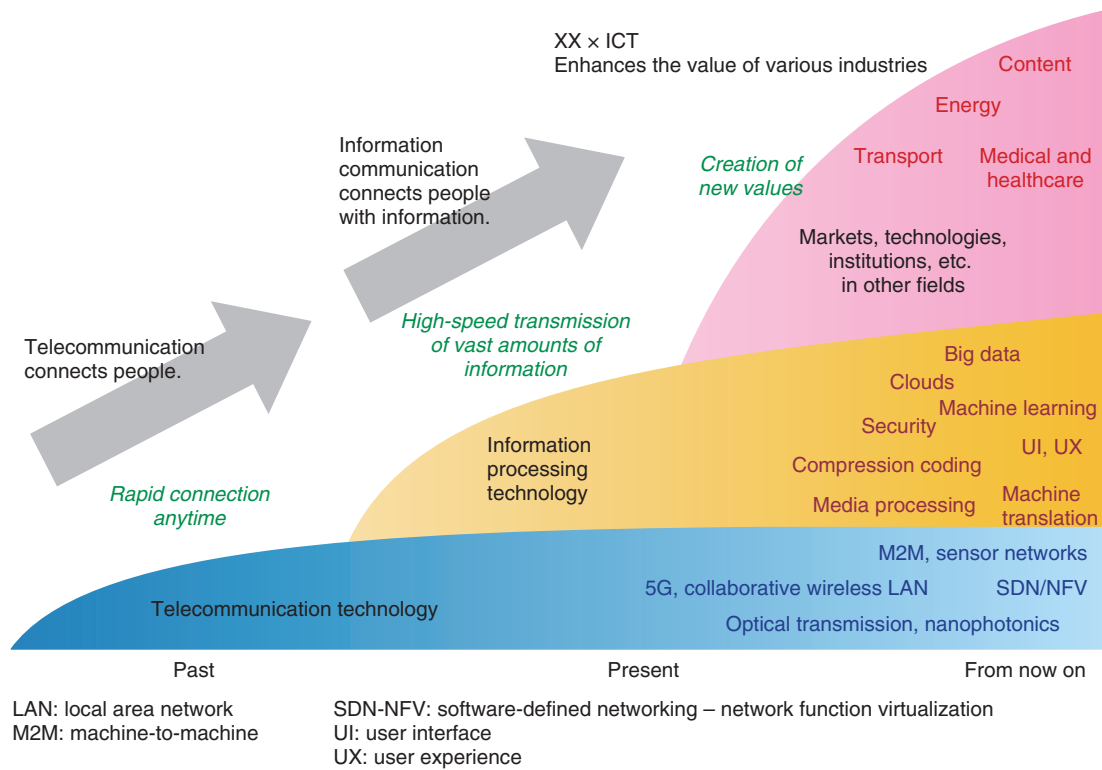 XX × ICT
Enhances the value of various industries
Content
Energy
Transport
Medical and
healthcare
Information
communication
connects people
with information.
Creation of
new values
Markets, technologies,
institutions, etc.
in other fields
Telecommunication
connects people.
High-speed transmission
of vast amounts of
information
Big data
Clouds
Machine learning
Security
UI, UX
Information
processing
technology
Compression coding
Media processing
Machine
translation
Rapid connection
anytime
M2M, sensor networks
5G, collaborative wireless LAN
SDN/NFV
Telecommunication technology
Optical transmission, nanophotonics
Past
Present
From now on
LAN: local area network
M2M: machine-to-machine
SDN-NFV: software-defined networking – network function virtualization
UI: user interface
UX: user experience